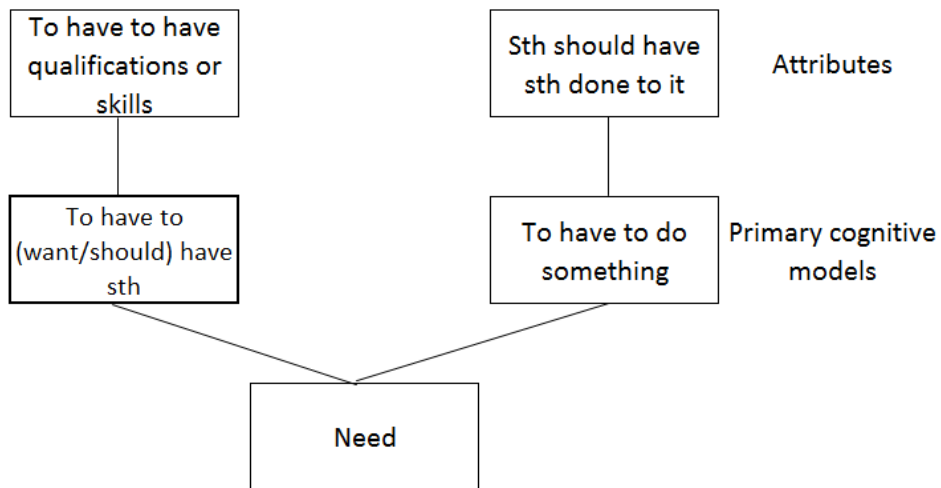 To have to have
qualifications or
skills
Sth should have
sth done to it
Attributes
To have to
(want/should) have
sth
To have to do
something
Primary cognitive
models
Need